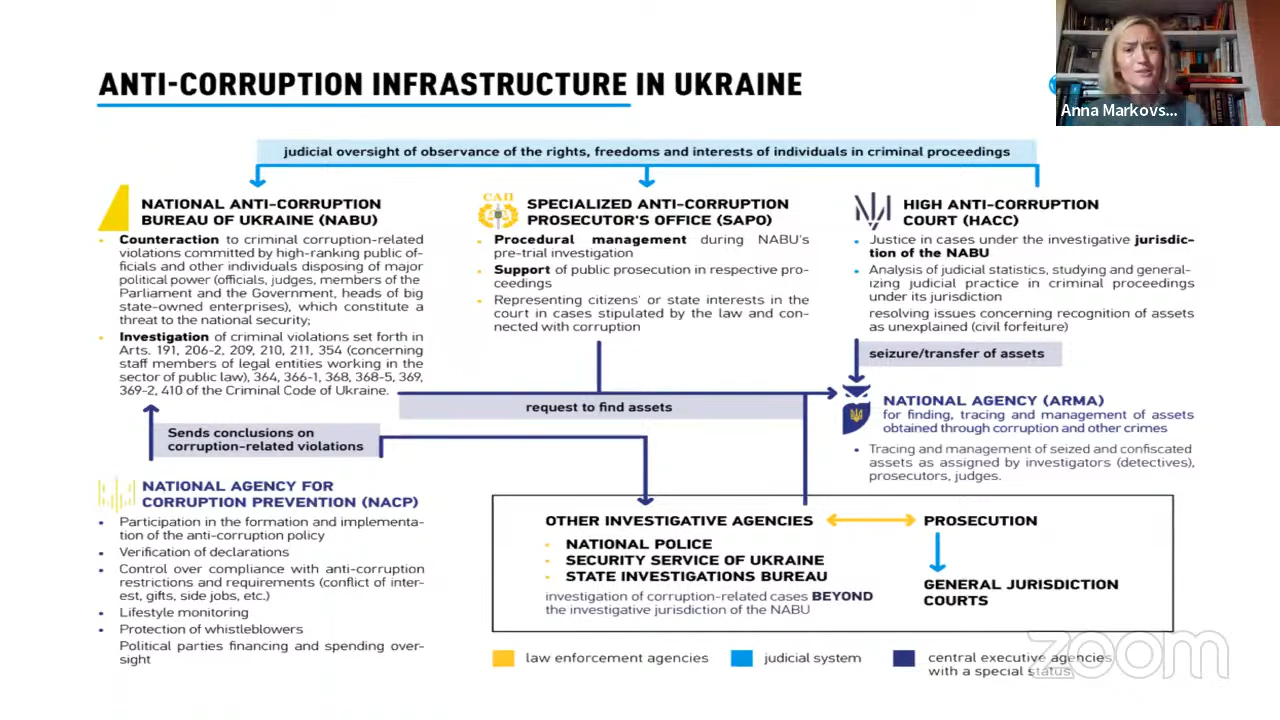 ANTI-CORRUPTION INFRASTRUCTURE IN UKRAINE
Anna Markovs...
judicial oversight of observance of the rights, freedoms and interests of individuals in criminal proceedings
NATIONAL ANTI-CORRUPTION
BUREAU OF UKRAINE (NABU)
• Counteraction to criminal corruption-related
violations committed by high-ranking public of-
ficials and other individuals disposing of major
political power (officials, judges, members of the
Parliament and the Government, heads of big
state-owned enterprises), which constitute a
threat to the national security;
• Investigation of criminal violations set forth in
Arts. 191, 206-2, 209, 210, 211, 354 (concerning
staff members of legal entities working in the
sector of public law), 364, 366-1, 368, 368-5, 369,
369-2, 410 of the Criminal Code of Ukraine.
САП
SPECIALIZED ANTI-CORRUPTION
PROSECUTOR'S OFFICE (SAPO)
• Procedural management during NABU's
pre-trial investigation
• Support of public prosecution in respective pro-
ceedings
• Representing citizens' or state interests in the
court in cases stipulated by the law and con-
nected with corruption
HIGH ANTI-CORRUPTION
COURT (HACC)
• Justice in cases under the investigative jurisdic-
tion of the NABU
• Analysis of judicial statistics, studying and general-
izing judicial practice in criminal proceedings
under its jurisdiction
resolving issues concerning recognition of assets
as unexplained (civil forfeiture)
seizure/transfer of assets
request to find assets
NATIONAL AGENCY (ARMA)
for finding, tracing and management of assets
obtained through corruption and other crimes
• Tracing and management of seized and confiscated
assets as assigned by investigators (detectives),
prosecutors, judges.
Sends conclusions on
corruption-related violations
NATIONAL AGENCY FOR
CORRUPTION PREVENTION (NACP)
• Participation in the formation and implementa-
tion of the anti-corruption policy
• Verification of declarations
• Control over compliance with anti-corruption
restrictions and requirements (conflict of inter-
est, gifts, side jobs, etc.)
• Lifestyle monitoring
• Protection of whistleblowers
Political parties financing and spending over-
sight
OTHER INVESTIGATIVE AGENCIES
• NATIONAL POLICE
• SECURITY SERVICE OF UKRAINE
• STATE INVESTIGATIONS BUREAU
investigation of corruption-related cases BEYOND
the investigative jurisdiction of the NABU
PROSECUTION
GENERAL JURISDICTION
COURTS
law enforcement agencies
judicial system
central executive agencies
with a special status
zoom